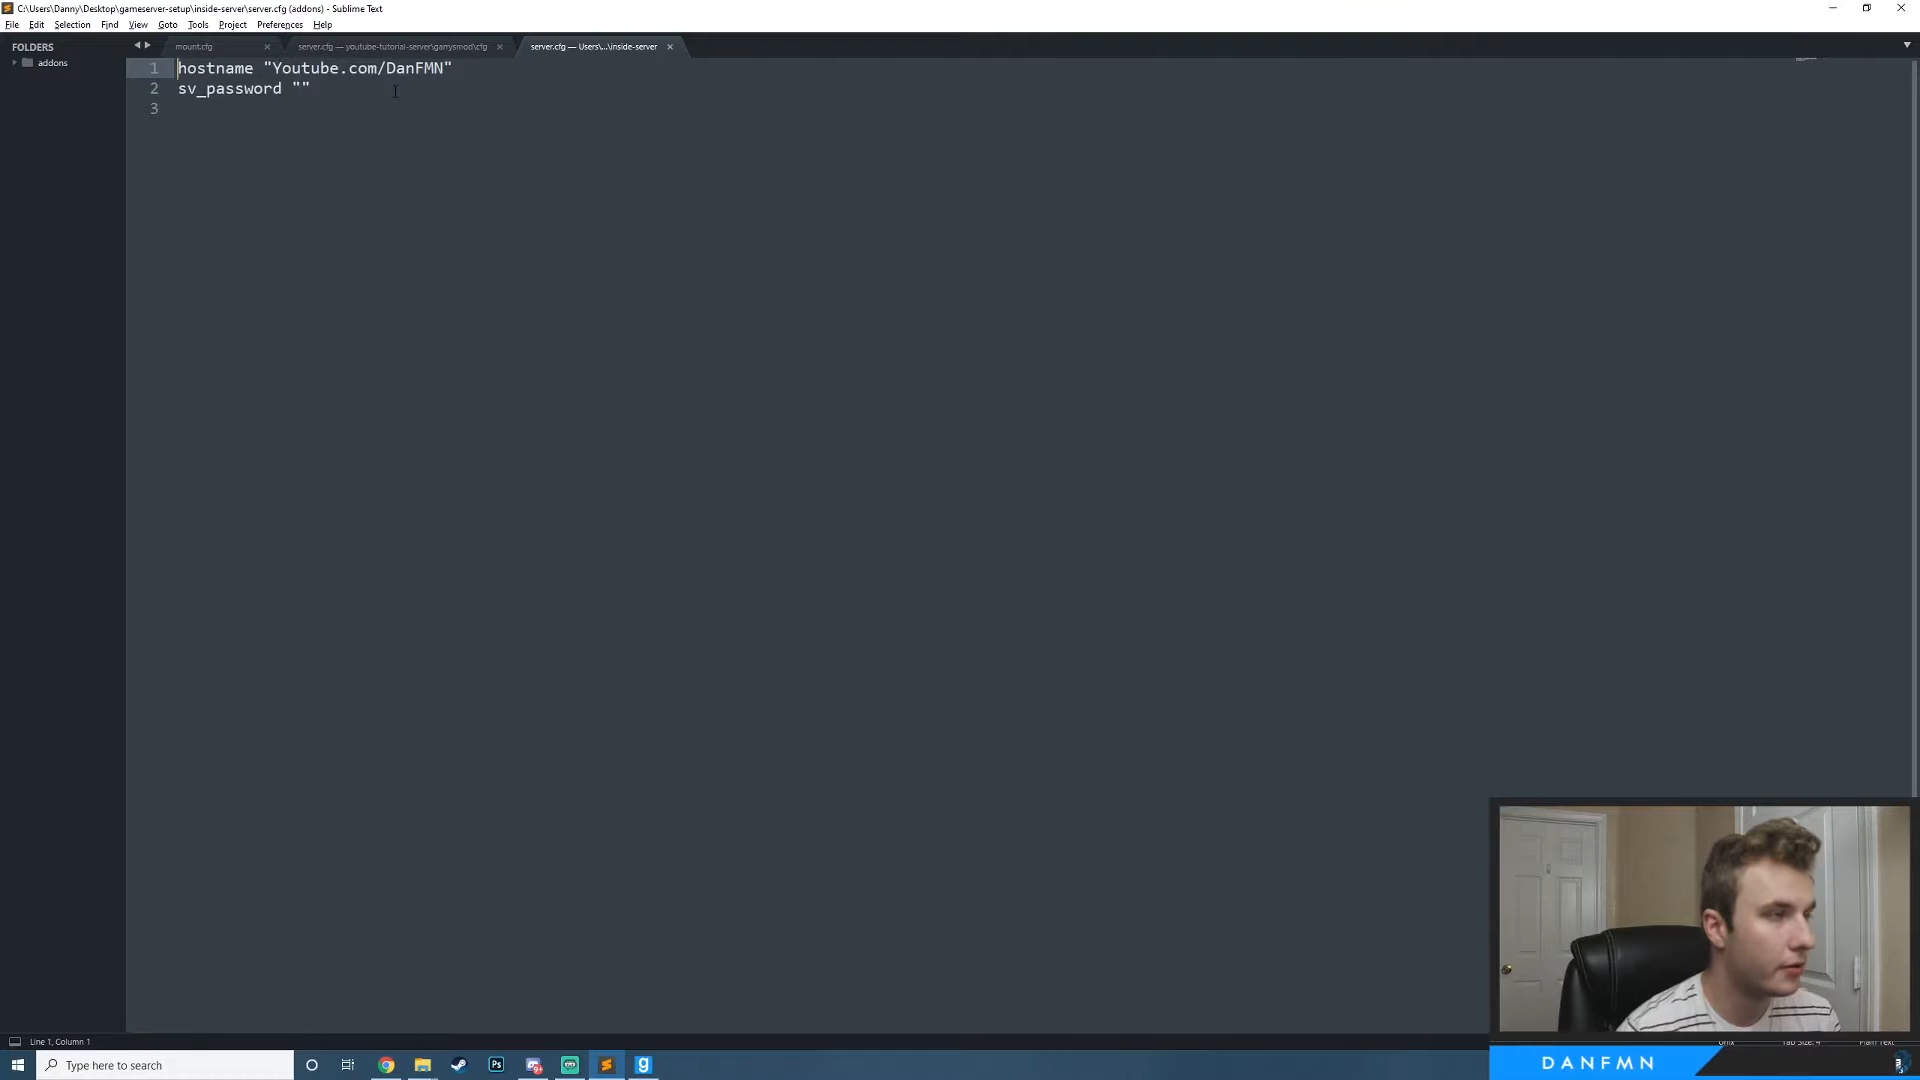 C:\Users\Danny\Desktop\gameserver-setup\inside-server\server.cfg (addons) - Sublime Text
File Edit Selection Find View Goto Tools Project Preferences Help
FOLDERS
addons
mount.cfg
server.cfg — youtube-tutorial-server\garrysmod\cfg
server.cfg — Users\...\inside-server
1 hostname "Youtube.com/DanFMN"
2 sv_password ""
3
Line 1, Column 1
Type here to search
Ps
9+
g
DANFMN